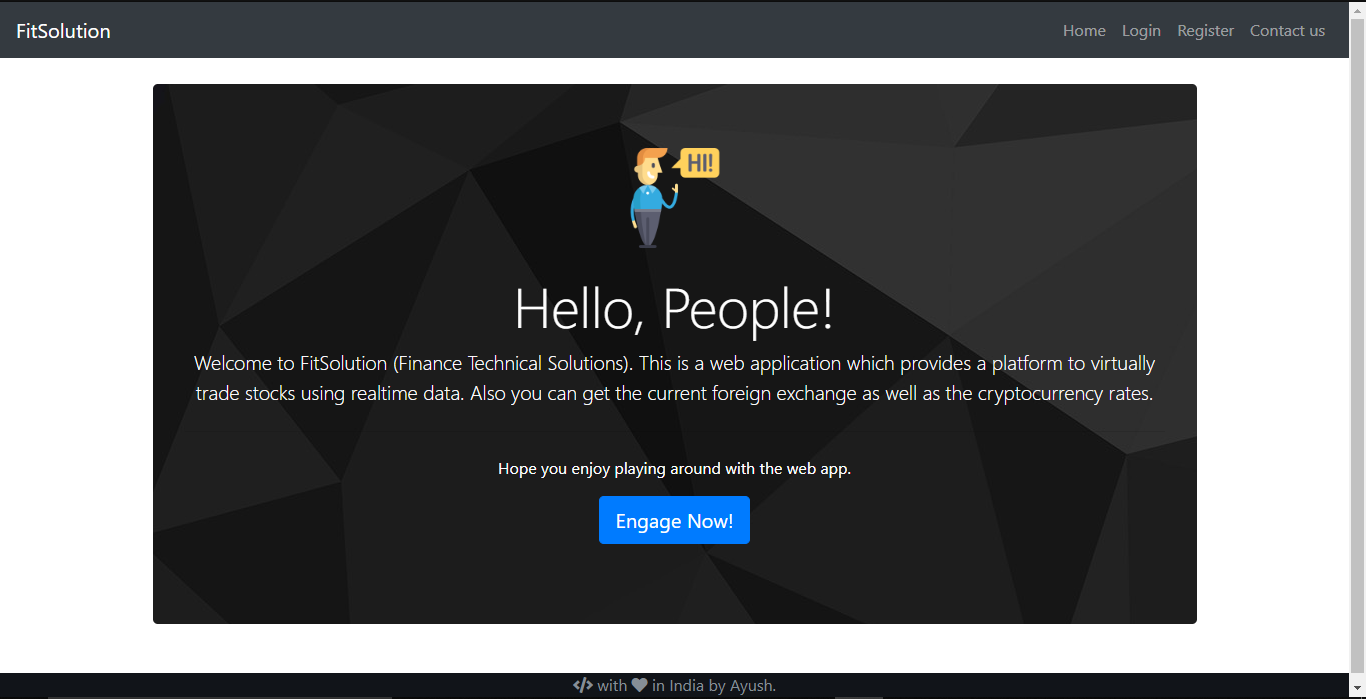 FitSolution
Home Login Register Contact us
HI!
Hello, People!
Welcome to FitSolution (Finance Technical Solutions). This is a web application which provides a platform to virtually
trade stocks using realtime data. Also you can get the current foreign exchange as well as the cryptocurrency rates.
Hope you enjoy playing around with the web app.
Engage Now!
</> with ♥ in India by Ayush.